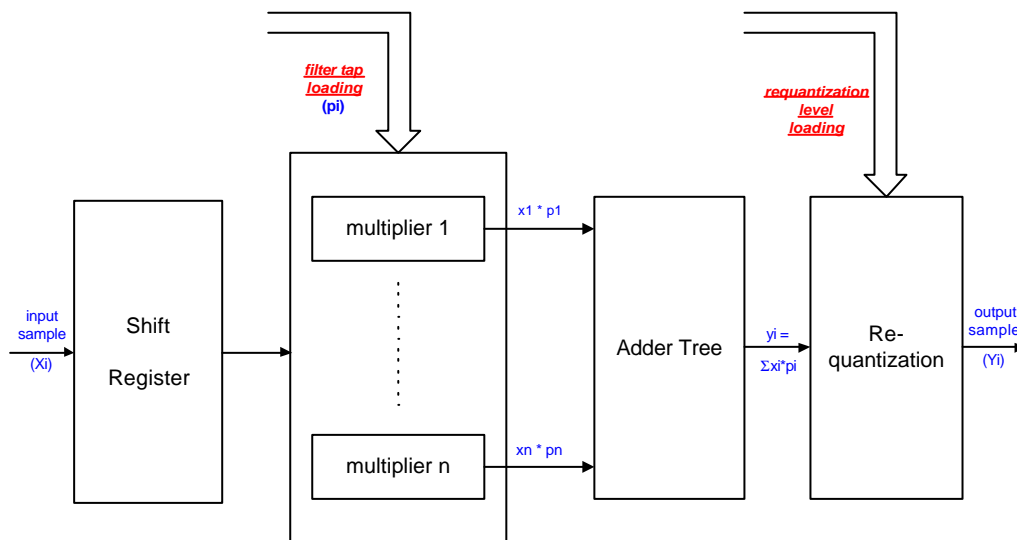 filter tap
loading
(pi)
requantization
level
loading
input
sample
(Xi)
Shift
Register
multiplier 1
multiplier n
x1 * p1
xn * pn
Adder Tree
yi =
Σxi*pi
Re-
quantization
output
sample
(Yi)